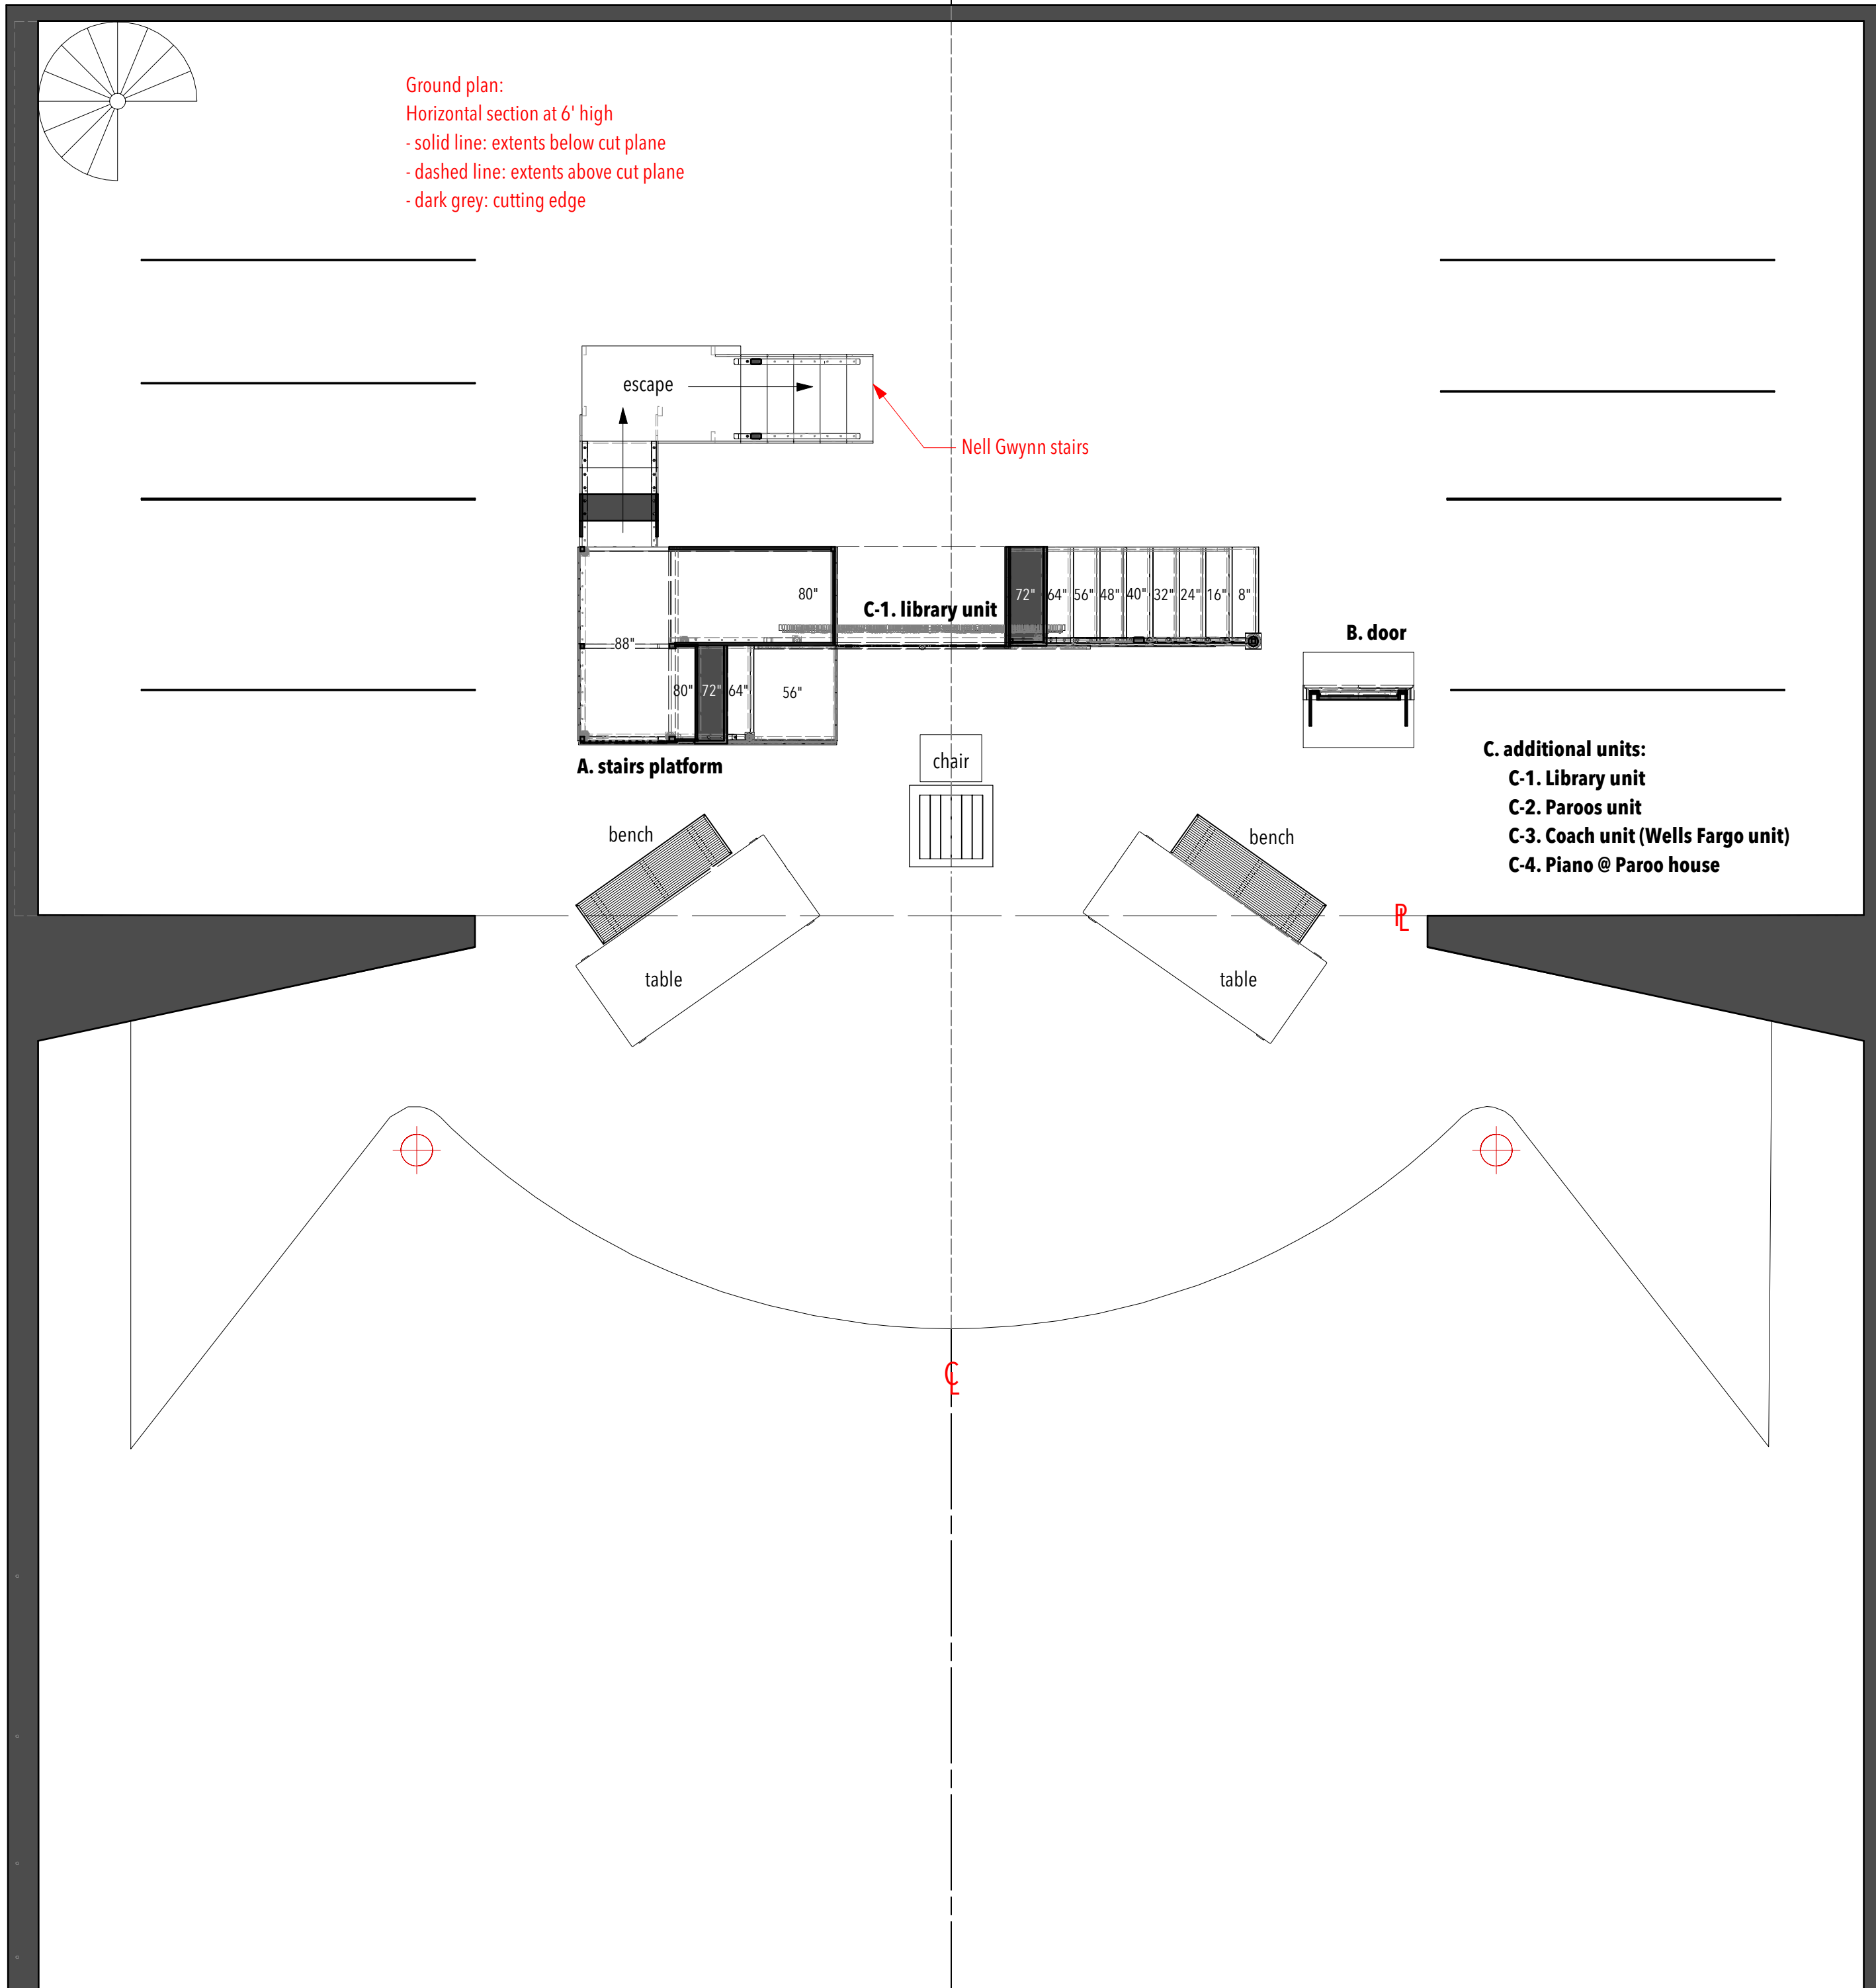 Ground plan:
Horizontal section at 6' high
- solid line: extents below cut plane
- dashed line: extents above cut plane
- dark grey: cutting edge
escape
Nell Gwynn stairs
80"
C-1. library unit
72"
64"
56"
48"
40"
32"
24"
16"
8"
88"
B. door
80"
72"
64"
56"
A. stairs platform
chair
C. additional units:
C-1. Library unit
C-2. Paroos unit
C-3. Coach unit (Wells Fargo unit)
C-4. Piano @ Paroo house
bench
bench
PL
table
table
CL